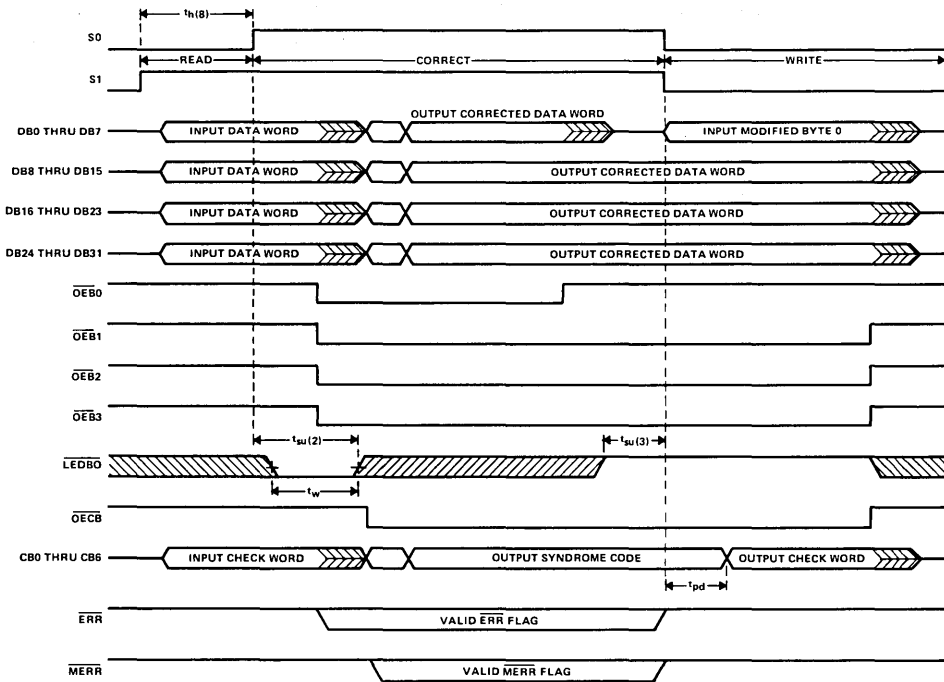 th(8)
S0
READ
CORRECT
WRITE
S1
OUTPUT CORRECTED DATA WORD
DB0 THRU DB7
INPUT DATA WORD
INPUT MODIFIED BYTE 0
DB8 THRU DB15
INPUT DATA WORD
OUTPUT CORRECTED DATA WORD
DB16 THRU DB23
INPUT DATA WORD
OUTPUT CORRECTED DATA WORD
DB24 THRU DB31
INPUT DATA WORD
OUTPUT CORRECTED DATA WORD
OEB0
OEB1
OEB2
OEB3
tsu(2)
tsu(3)
LEDBO
tw
OECB
CB0 THRU CB6
INPUT CHECK WORD
OUTPUT SYNDROME CODE
OUTPUT CHECK WORD
tpd
ERR
VALID ERR FLAG
MERR
VALID MERR FLAG